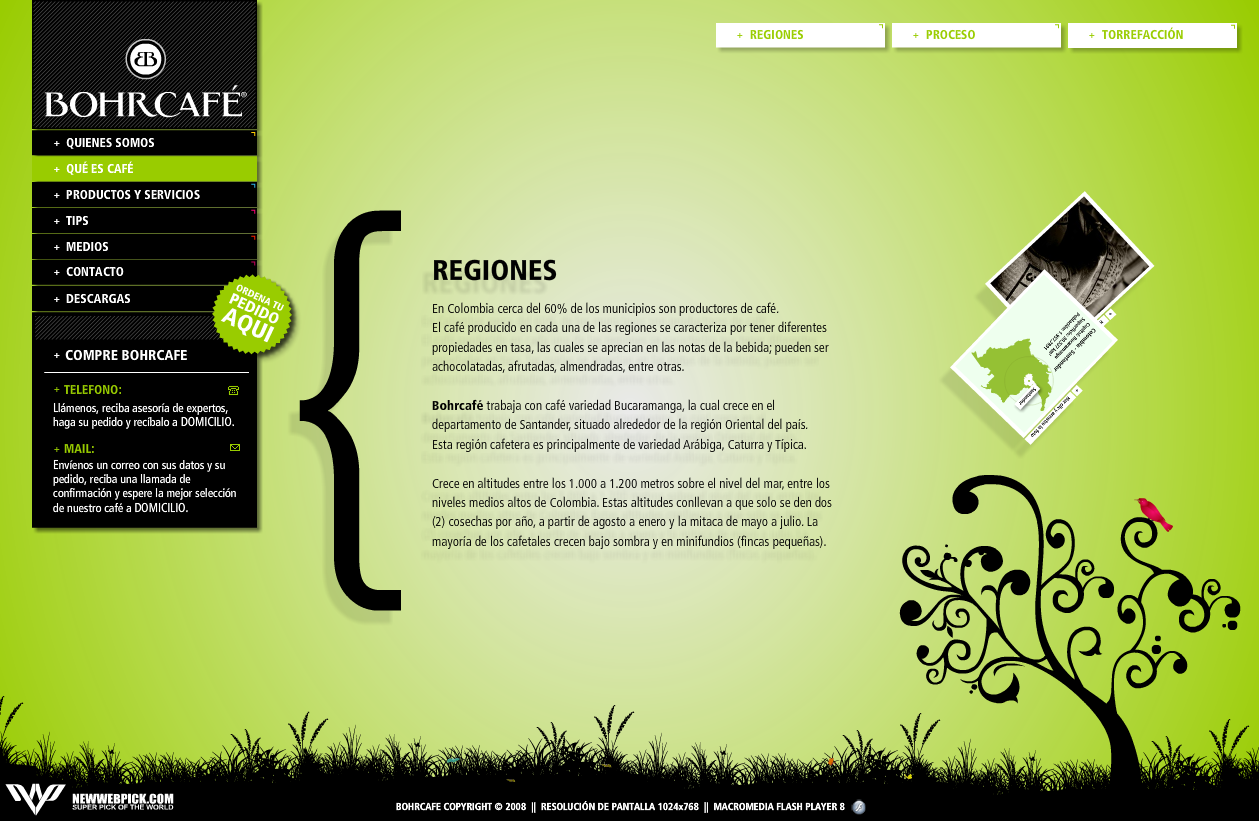 BOHRCAFÉ®
+ QUIENES SOMOS
+ QUÉ ES CAFÉ
+ PRODUCTOS Y SERVICIOS
+ TIPS
+ MEDIOS
+ CONTACTO
+ DESCARGAS
ORDENA TU
PEDIDO
AQUI
+ COMPRE BOHRCAFE
+ TELEFONO:
Llámenos, reciba asesoría de expertos,
haga su pedido y recíbalo a DOMICILIO.
+ MAIL:
Envíenos un correo con sus datos y su
pedido, reciba una llamada de
confirmación y espere la mejor selección
de nuestro café a DOMICILIO.
+ REGIONES
+ PROCESO
+ TORREFACCIÓN
REGIONES
En Colombia cerca del 60% de los municipios son productores de café.
El café producido en cada una de las regiones se caracteriza por tener diferentes
propiedades en tasa, las cuales se aprecian en las notas de la bebida; pueden ser
achocolatadas, afrutadas, almendradas, entre otras.
Bohrcafé trabaja con café variedad Bucaramanga, la cual crece en el
departamento de Santander, situado alrededor de la región Oriental del país.
Esta región cafetera es principalmente de variedad Arábiga, Caturra y Típica.
Crece en altitudes entre los 1.000 a 1.200 metros sobre el nivel del mar, entre los
niveles medios altos de Colombia. Estas altitudes conllevan a que solo se den dos
(2) cosechas por año, a partir de agosto a enero y la mitaca de mayo a julio. La
mayoría de los cafetales crecen bajo sombra y en minifundios (fincas pequeñas).
Colombia - Santander
Capital: Bucaramanga
Santander
NEWWEBPICK.COM
SUPER PICK OF THE WORLD
BOHRCAFE COPYRIGHT © 2008 || RESOLUCIÓN DE PANTALLA 1024x768 || MACROMEDIA FLASH PLAYER 8